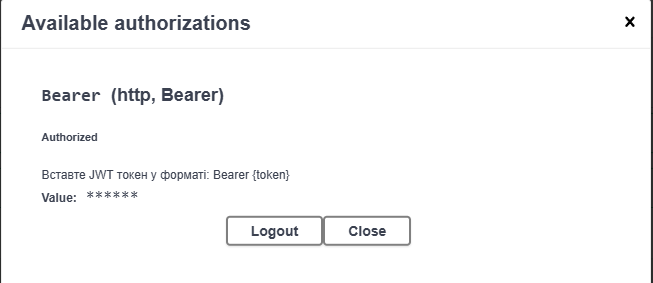 Available authorizations
×
Bearer (http, Bearer)
Authorized
Вставте JWT токен у форматі: Bearer {token}
Value: ******
Logout Close